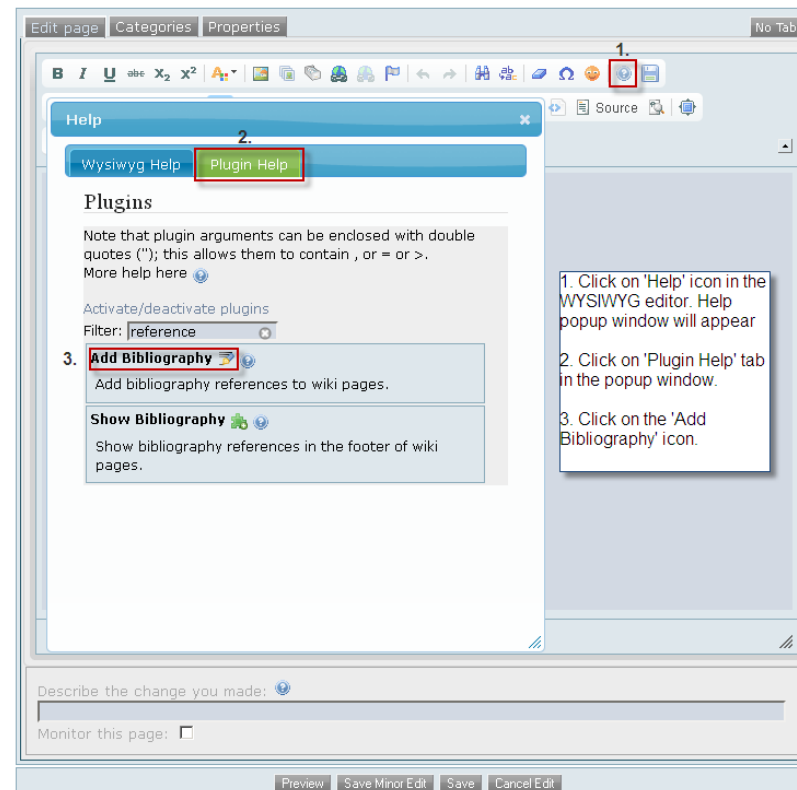 Edit page Categories Properties No Tab
1.
B I U abc X2 X2 A
Source
Help
2.
Wysiwyg Help Plugin Help
Plugins
Note that plugin arguments can be enclosed with double
quotes ("); this allows them to contain , or = or >.
More help here
Activate/deactivate plugins
Filter: reference
3. Add Bibliography
Add bibliography references to wiki pages.
Show Bibliography
Show bibliography references in the footer of wiki
pages.
1. Click on 'Help' icon in the
WYSIWYG editor. Help
popup window will appear
2. Click on 'Plugin Help' tab
in the popup window.
3. Click on the 'Add
Bibliography' icon.
Describe the change you made:
Monitor this page:
Preview Save Minor Edit Save Cancel Edit